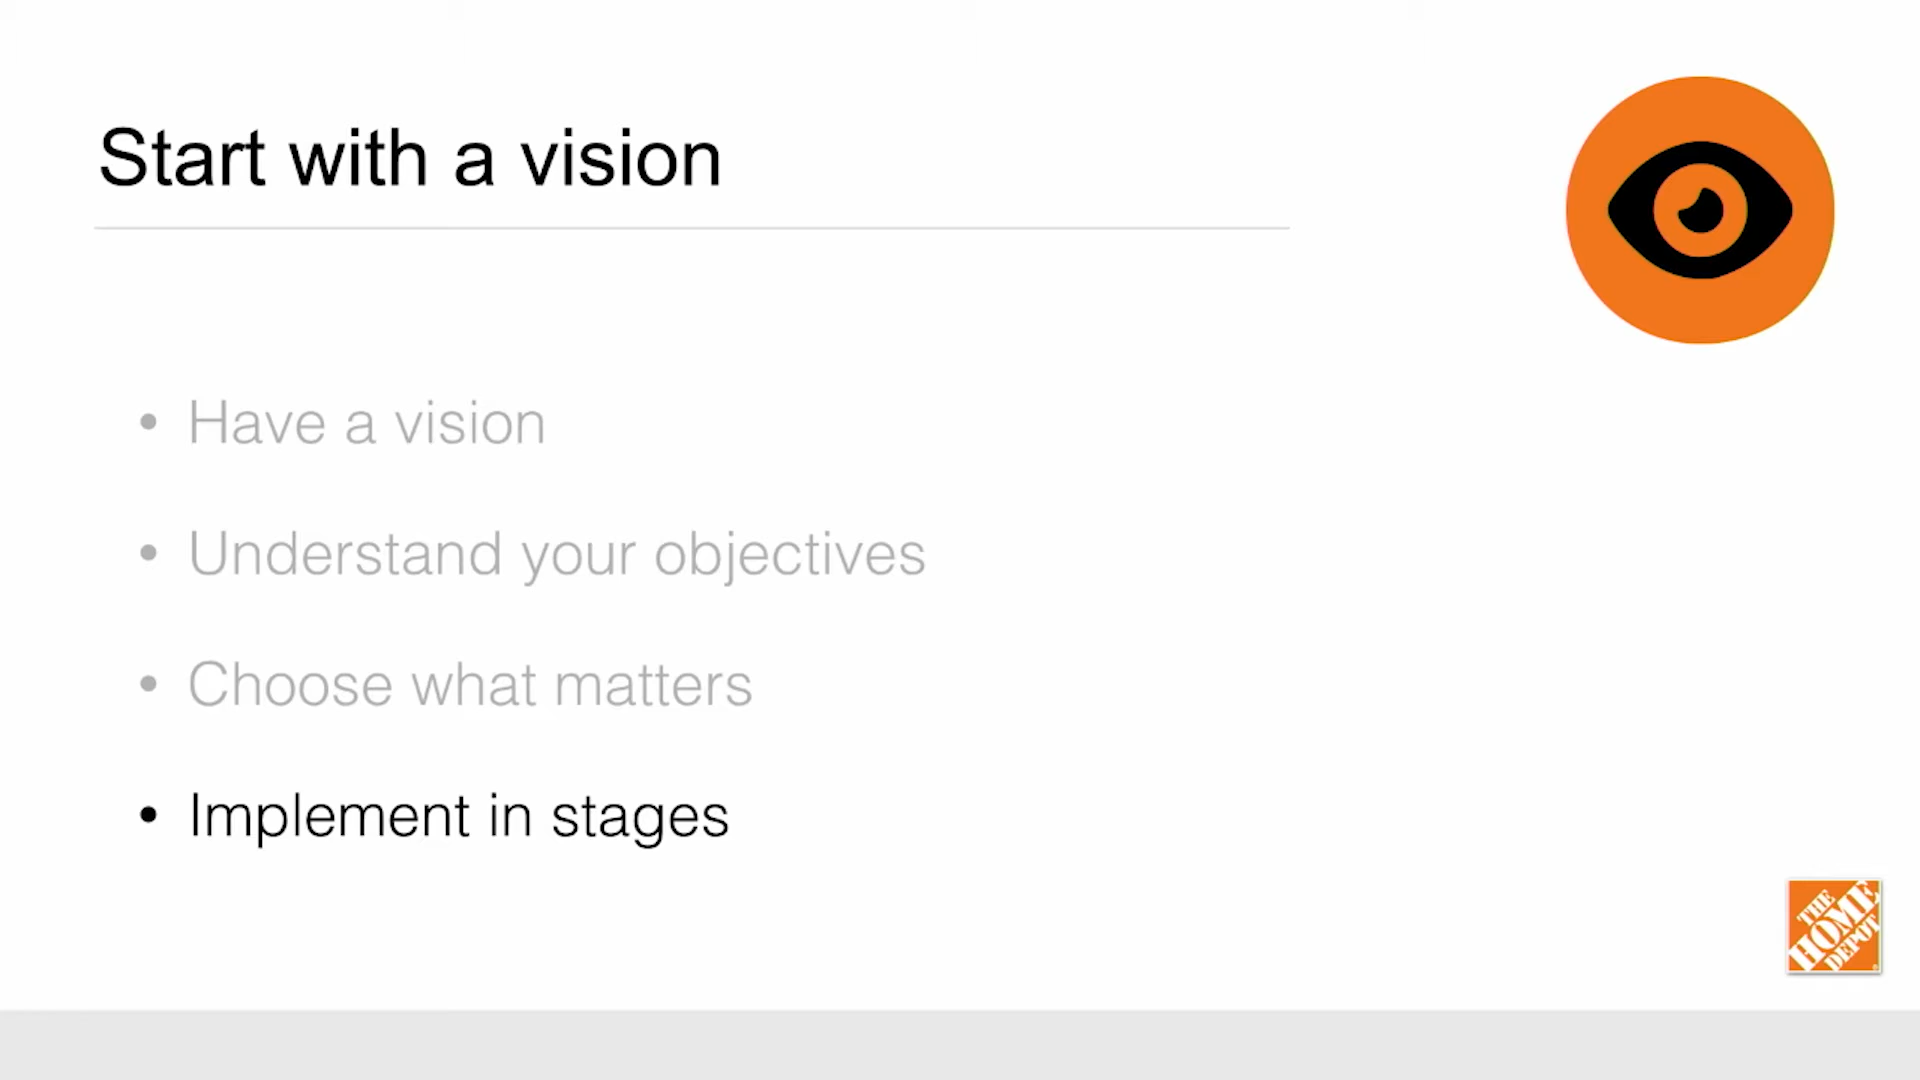 Start with a vision
• Have a vision
• Understand your objectives
• Choose what matters
• Implement in stages
THE
HOME
DEPOT